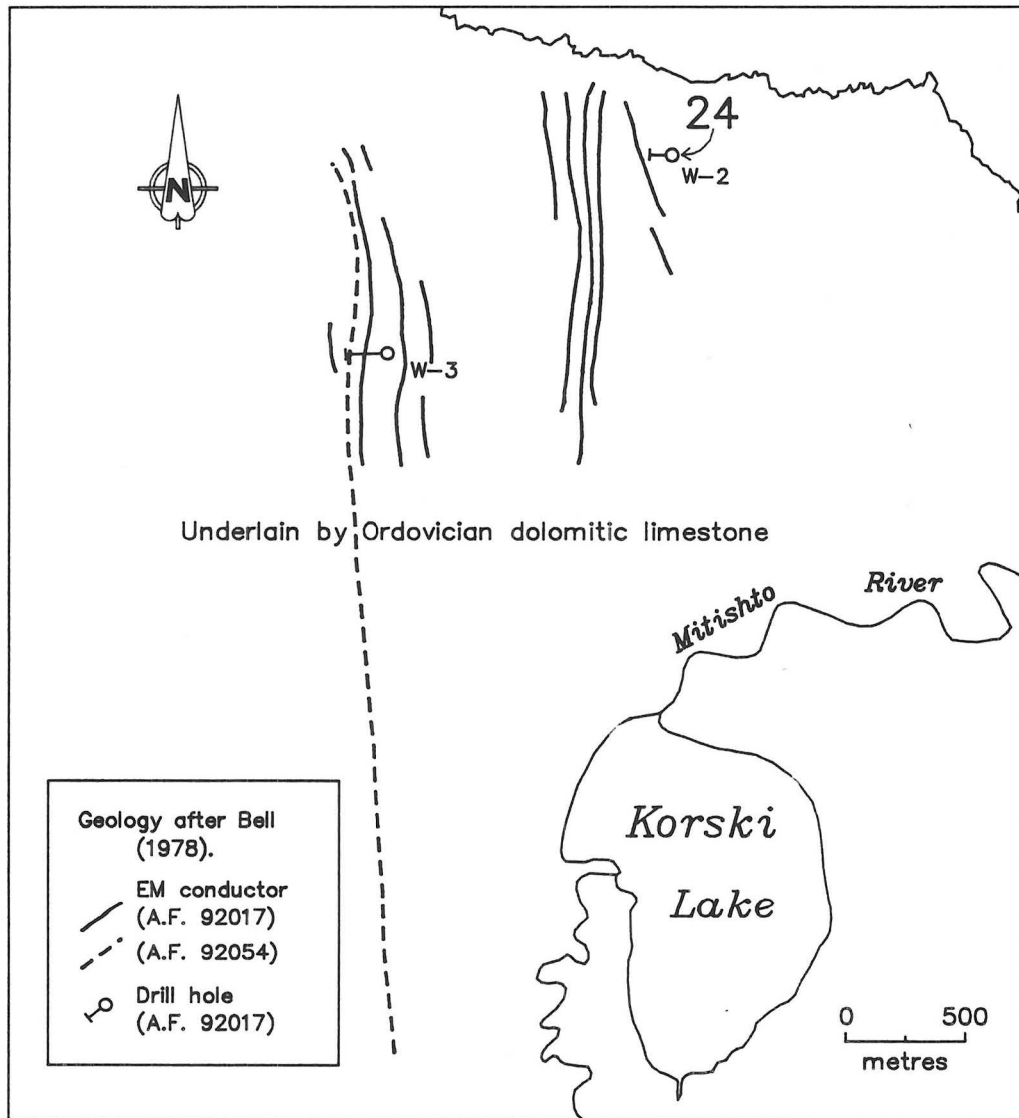 24
W-2
N
W-3
Underlain by Ordovician dolomitic limestone
Mitishto River
Korski
Lake
Geology after Bell
(1978).
EM conductor
(A.F. 92017)
(A.F. 92054)
Drill hole
(A.F. 92017)
0 500
metres